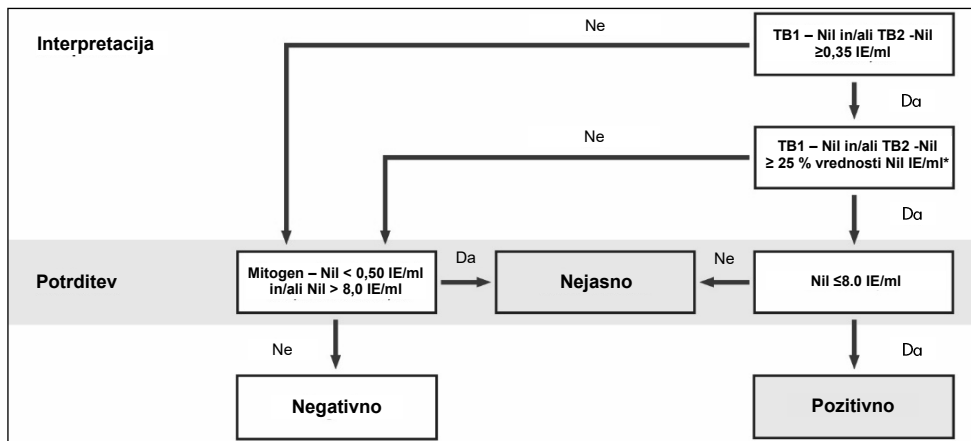 Interpretacija
Ne
TB1 – Nil in/ali TB2 -Nil
≥0,35 IE/ml
Da
Ne
TB1 – Nil in/ali TB2 -Nil
≥ 25 % vrednosti Nil IE/ml*
Da
Potrditev
Mitogen – Nil < 0,50 IE/ml
in/ali Nil > 8,0 IE/ml
Da
Nejasno
Ne
Nil ≤8.0 IE/ml
Ne
Da
Negativno
Pozitivno